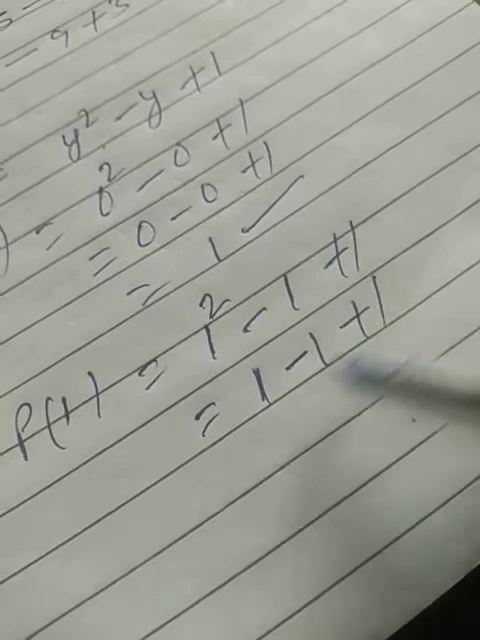 = 9 + 3
= y² - y + 1
) = 0² - 0 + 1
= 0 - 0 + 1
= 1 ✓
P(1) = 1² - 1 + 1
= 1 - 1 + 1